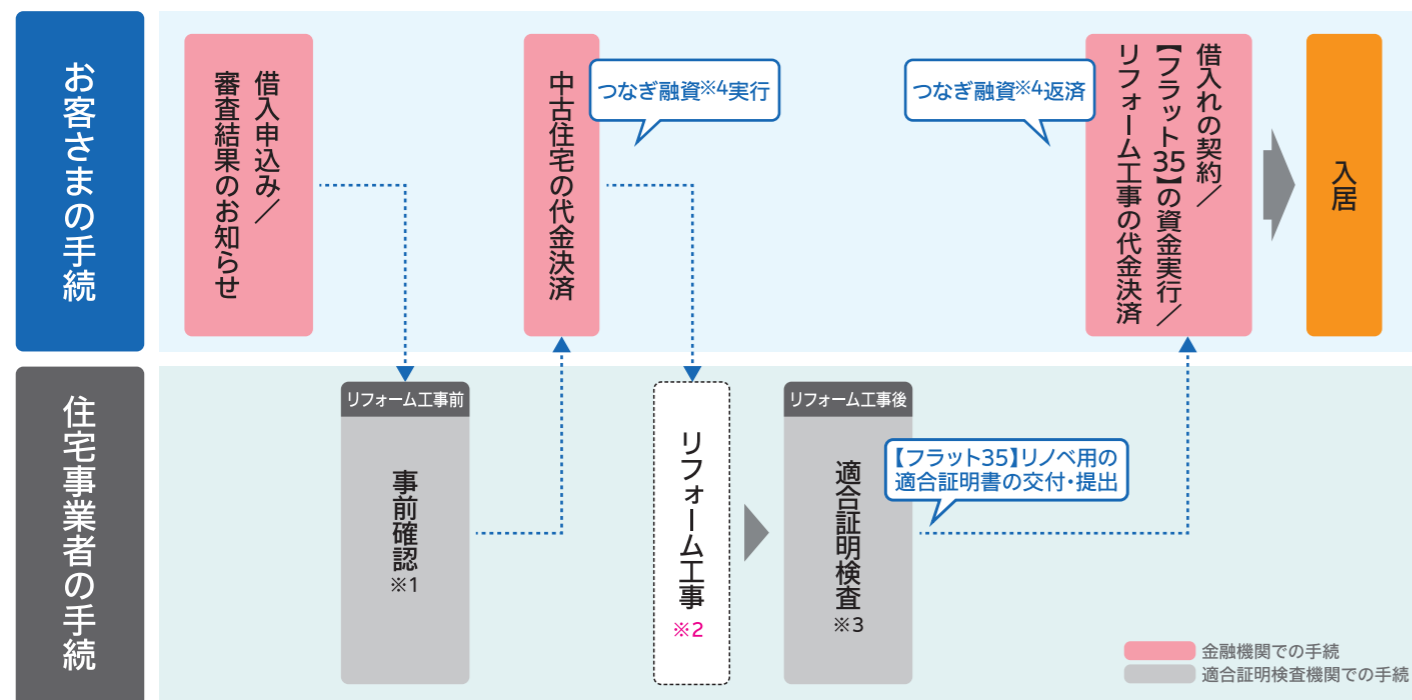 お客さまの手続
借入申込み／
審査結果のお知らせ
中古住宅の代金決済
つなぎ融資※4実行
つなぎ融資※4返済
借入れの契約／
【フラット35】の資金実行／
リフォーム工事の代金決済
入居
住宅事業者の手続
リフォーム工事前
事前確認
※1
リフォーム工事
※2
リフォーム工事後
適合証明検査
※3
【フラット35】リノベ用の
適合証明書の交付・提出
金融機関での手続
適合証明検査機関での手続